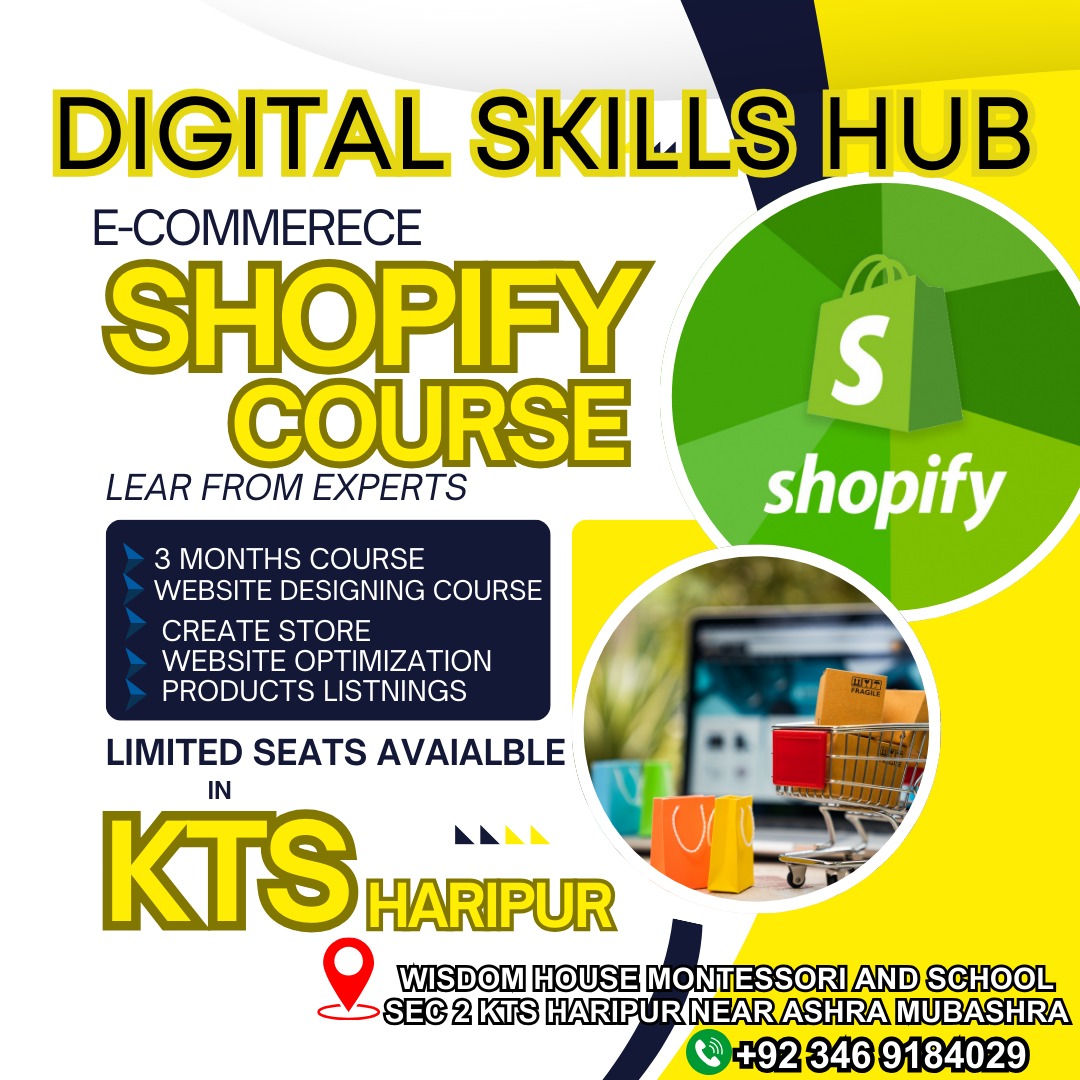 DIGITAL SKILLS HUB
E-COMMERECE
SHOPIFY
COURSE
LEAR FROM EXPERTS
S
shopify
3 MONTHS COURSE
WEBSITE DESIGNING COURSE
CREATE STORE
WEBSITE OPTIMIZATION
PRODUCTS LISTNINGS
FRAGILE
LIMITED SEATS AVAIALBLE
IN
KTS
HARIPUR
WISDOM HOUSE MONTESSORI AND SCHOOL
SEC 2 KTS HARIPUR NEAR ASHRA MUBASHRA
+92 346 9184029